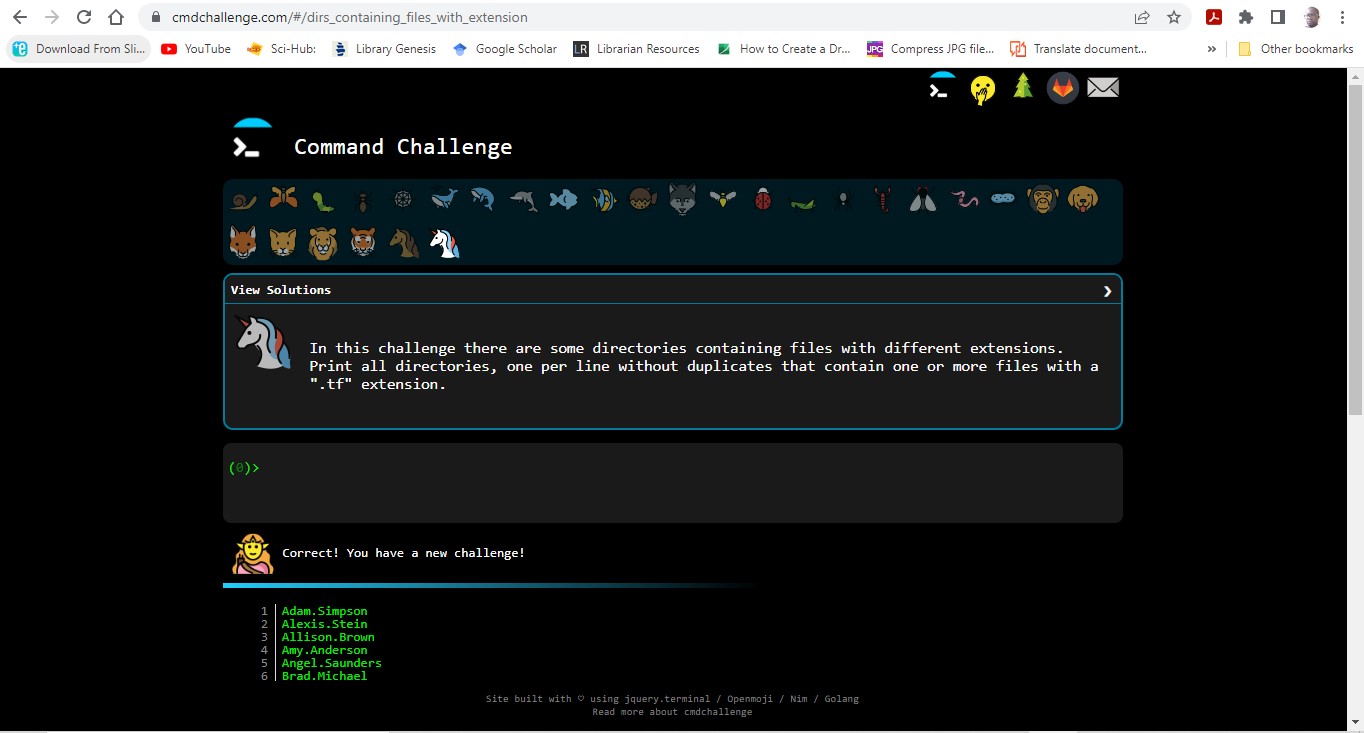 cmdchallenge.com/#/dirs_containing_files_with_extension
Download From Sli...
YouTube
Sci-Hub:
Library Genesis
Google Scholar
LR
Librarian Resources
How to Create a Dr...
JPG
Compress JPG file...
Translate document...
»
Other bookmarks
Command Challenge
View Solutions
In this challenge there are some directories containing files with different extensions.
Print all directories, one per line without duplicates that contain one or more files with a
".tf" extension.
(0)>
Correct! You have a new challenge!
1 Adam.Simpson
2 Alexis.Stein
3 Allison.Brown
4 Amy.Anderson
5 Angel.Saunders
6 Brad.Michael
Site built with ♡ using jquery.terminal / Openmoji / Nim / Golang
Read more about cmdchallenge